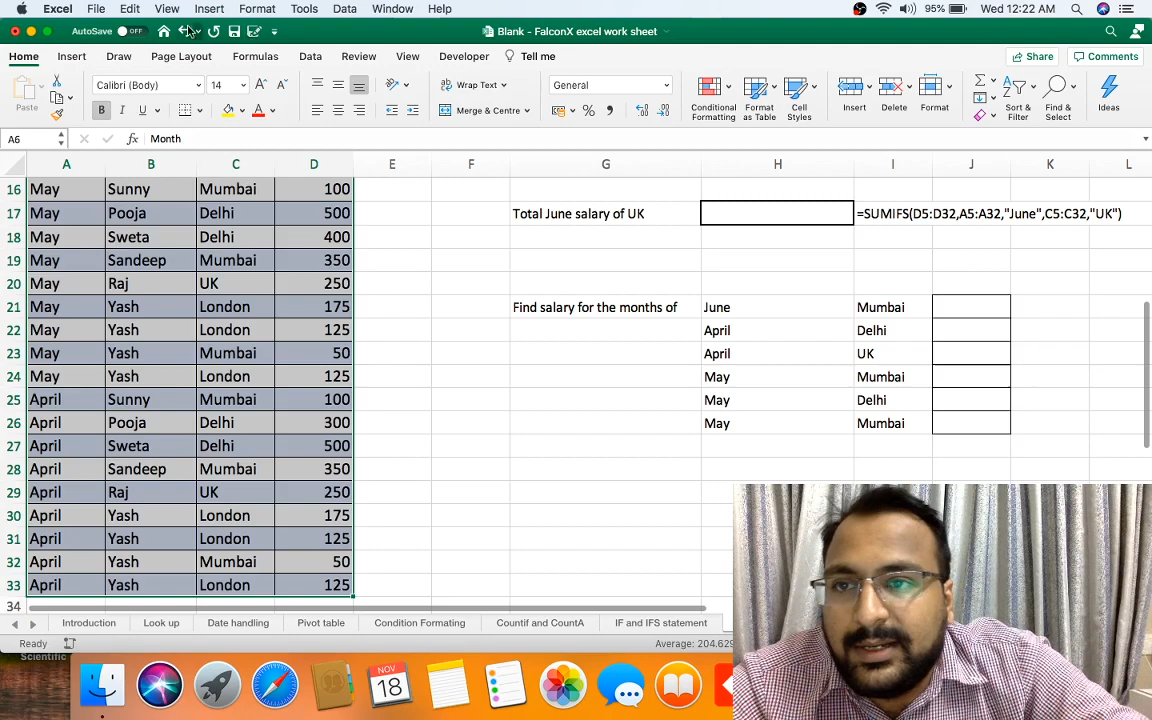 Excel File Edit View Insert Format Tools Data Window Help 95% Wed 12:22 AM
AutoSave OFF Blank - FalconX excel work sheet
Home Insert Draw Page Layout Formulas Data Review View Developer Tell me Share Comments
Calibri (Body) 14 A A Wrap Text General
Paste B I U A Merge & Centre % Conditional Formatting Format as Table Cell Styles Insert Delete Format Sort & Filter Find & Select Ideas
A6 fx Month
A B C D E F G H I J K L
16 May Sunny Mumbai 100
17 May Pooja Delhi 500 Total June salary of UK =SUMIFS(D5:D32,A5:A32,"June",C5:C32,"UK")
18 May Sweta Delhi 400
19 May Sandeep Mumbai 350
20 May Raj UK 250
21 May Yash London 175 Find salary for the months of June Mumbai
22 May Yash London 125 April Delhi
23 May Yash Mumbai 50 April UK
24 May Yash London 125 May Mumbai
25 April Sunny Mumbai 100 May Delhi
26 April Pooja Delhi 300 May Mumbai
27 April Sweta Delhi 500
28 April Sandeep Mumbai 350
29 April Raj UK 250
30 April Yash London 175
31 April Yash London 125
32 April Yash Mumbai 50
33 April Yash London 125
34
Introduction Look up Date handling Pivot table Condition Formating Countif and CountA IF and IFS statement
Ready Average: 204.629
Scientific
NOV
18